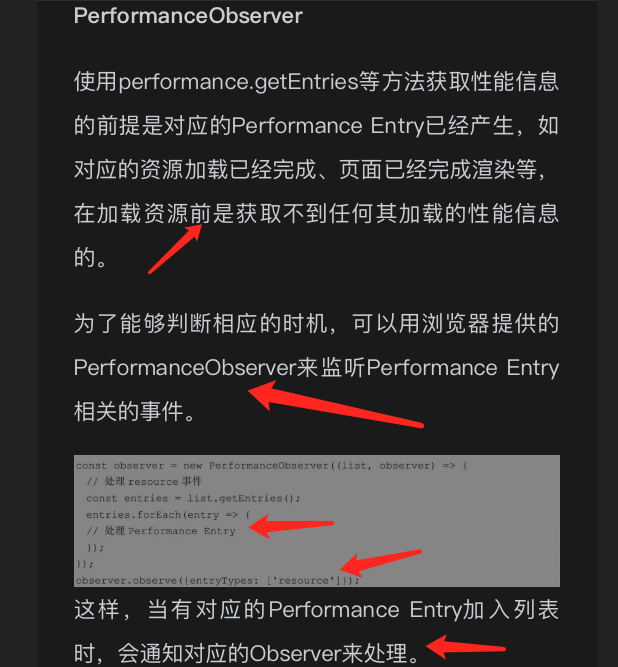 PerformanceObserver
使用performance.getEntries等方法获取性能信息
的前提是对应的Performance Entry已经产生，如
对应的资源加载已经完成、页面已经完成渲染等，
在加载资源前是获取不到任何其加载的性能信息
的。
为了能够判断相应的时机，可以用浏览器提供的
PerformanceObserver来监听Performance Entry
相关的事件。
const observer = new PerformanceObserver((list, observer) => {
// 处理 resource 事件
const entries = list.getEntries();
entries.forEach(entry => {
// 处理 Performance Entry
});
});
observer.observe({entryTypes: ['resource']});
这样，当有对应的Performance Entry加入列表
时，会通知对应的Observer来处理。